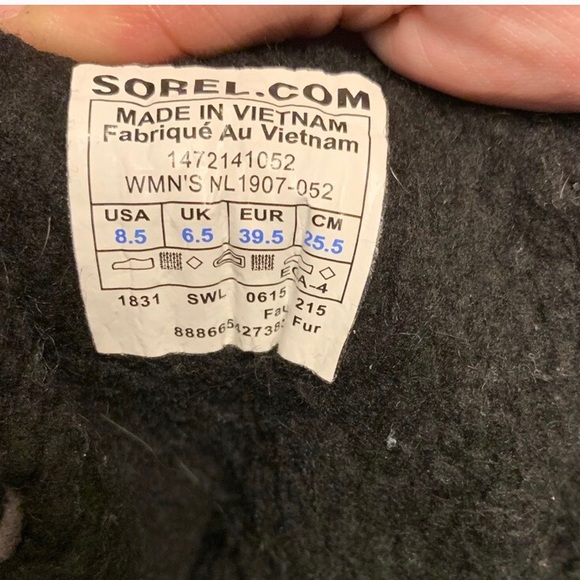 SOREL.COM
MADE IN VIETNAM
Fabriqué Au Vietnam
1472141052
WMN'S NL1907-052
USA UK EUR CM
8.5 6.5 39.5 25.5
1831 SWL 0615 215
Fur